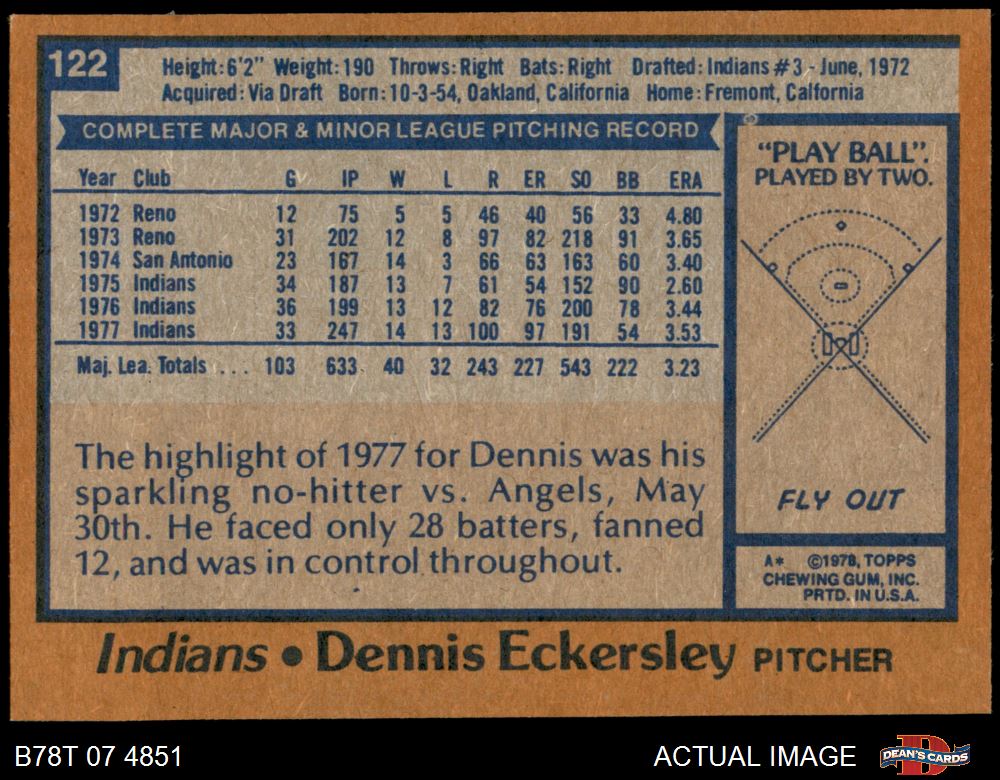 122
Height:6'2" Weight:190 Throws:Right Bats:Right Drafted:Indians #3 - June, 1972
Acquired:Via Draft Born:10-3-54, Oakland, California Home:Fremont, Calfornia
COMPLETE MAJOR & MINOR LEAGUE PITCHING RECORD
Year Club G IP W L R ER SO BB ERA
1972 Reno 12 75 5 5 46 40 56 33 4.80
1973 Reno 31 202 12 8 97 82 218 91 3.65
1974 San Antonio 23 167 14 3 66 63 163 60 3.40
1975 Indians 34 187 13 7 61 54 152 90 2.60
1976 Indians 36 199 13 12 82 76 200 78 3.44
1977 Indians 33 247 14 13 100 97 191 54 3.53
Maj. Lea. Totals ... 103 633 40 32 243 227 543 222 3.23
The highlight of 1977 for Dennis was his
sparkling no-hitter vs. Angels, May
30th. He faced only 28 batters, fanned
12, and was in control throughout.
"PLAY BALL".
PLAYED BY TWO.
FLY OUT
A* ©1978, TOPPS
CHEWING GUM, INC.
PRTD. IN U.S.A.
Indians • Dennis Eckersley PITCHER
B78T 07 4851
ACTUAL IMAGE
D
DEAN'S CARDS